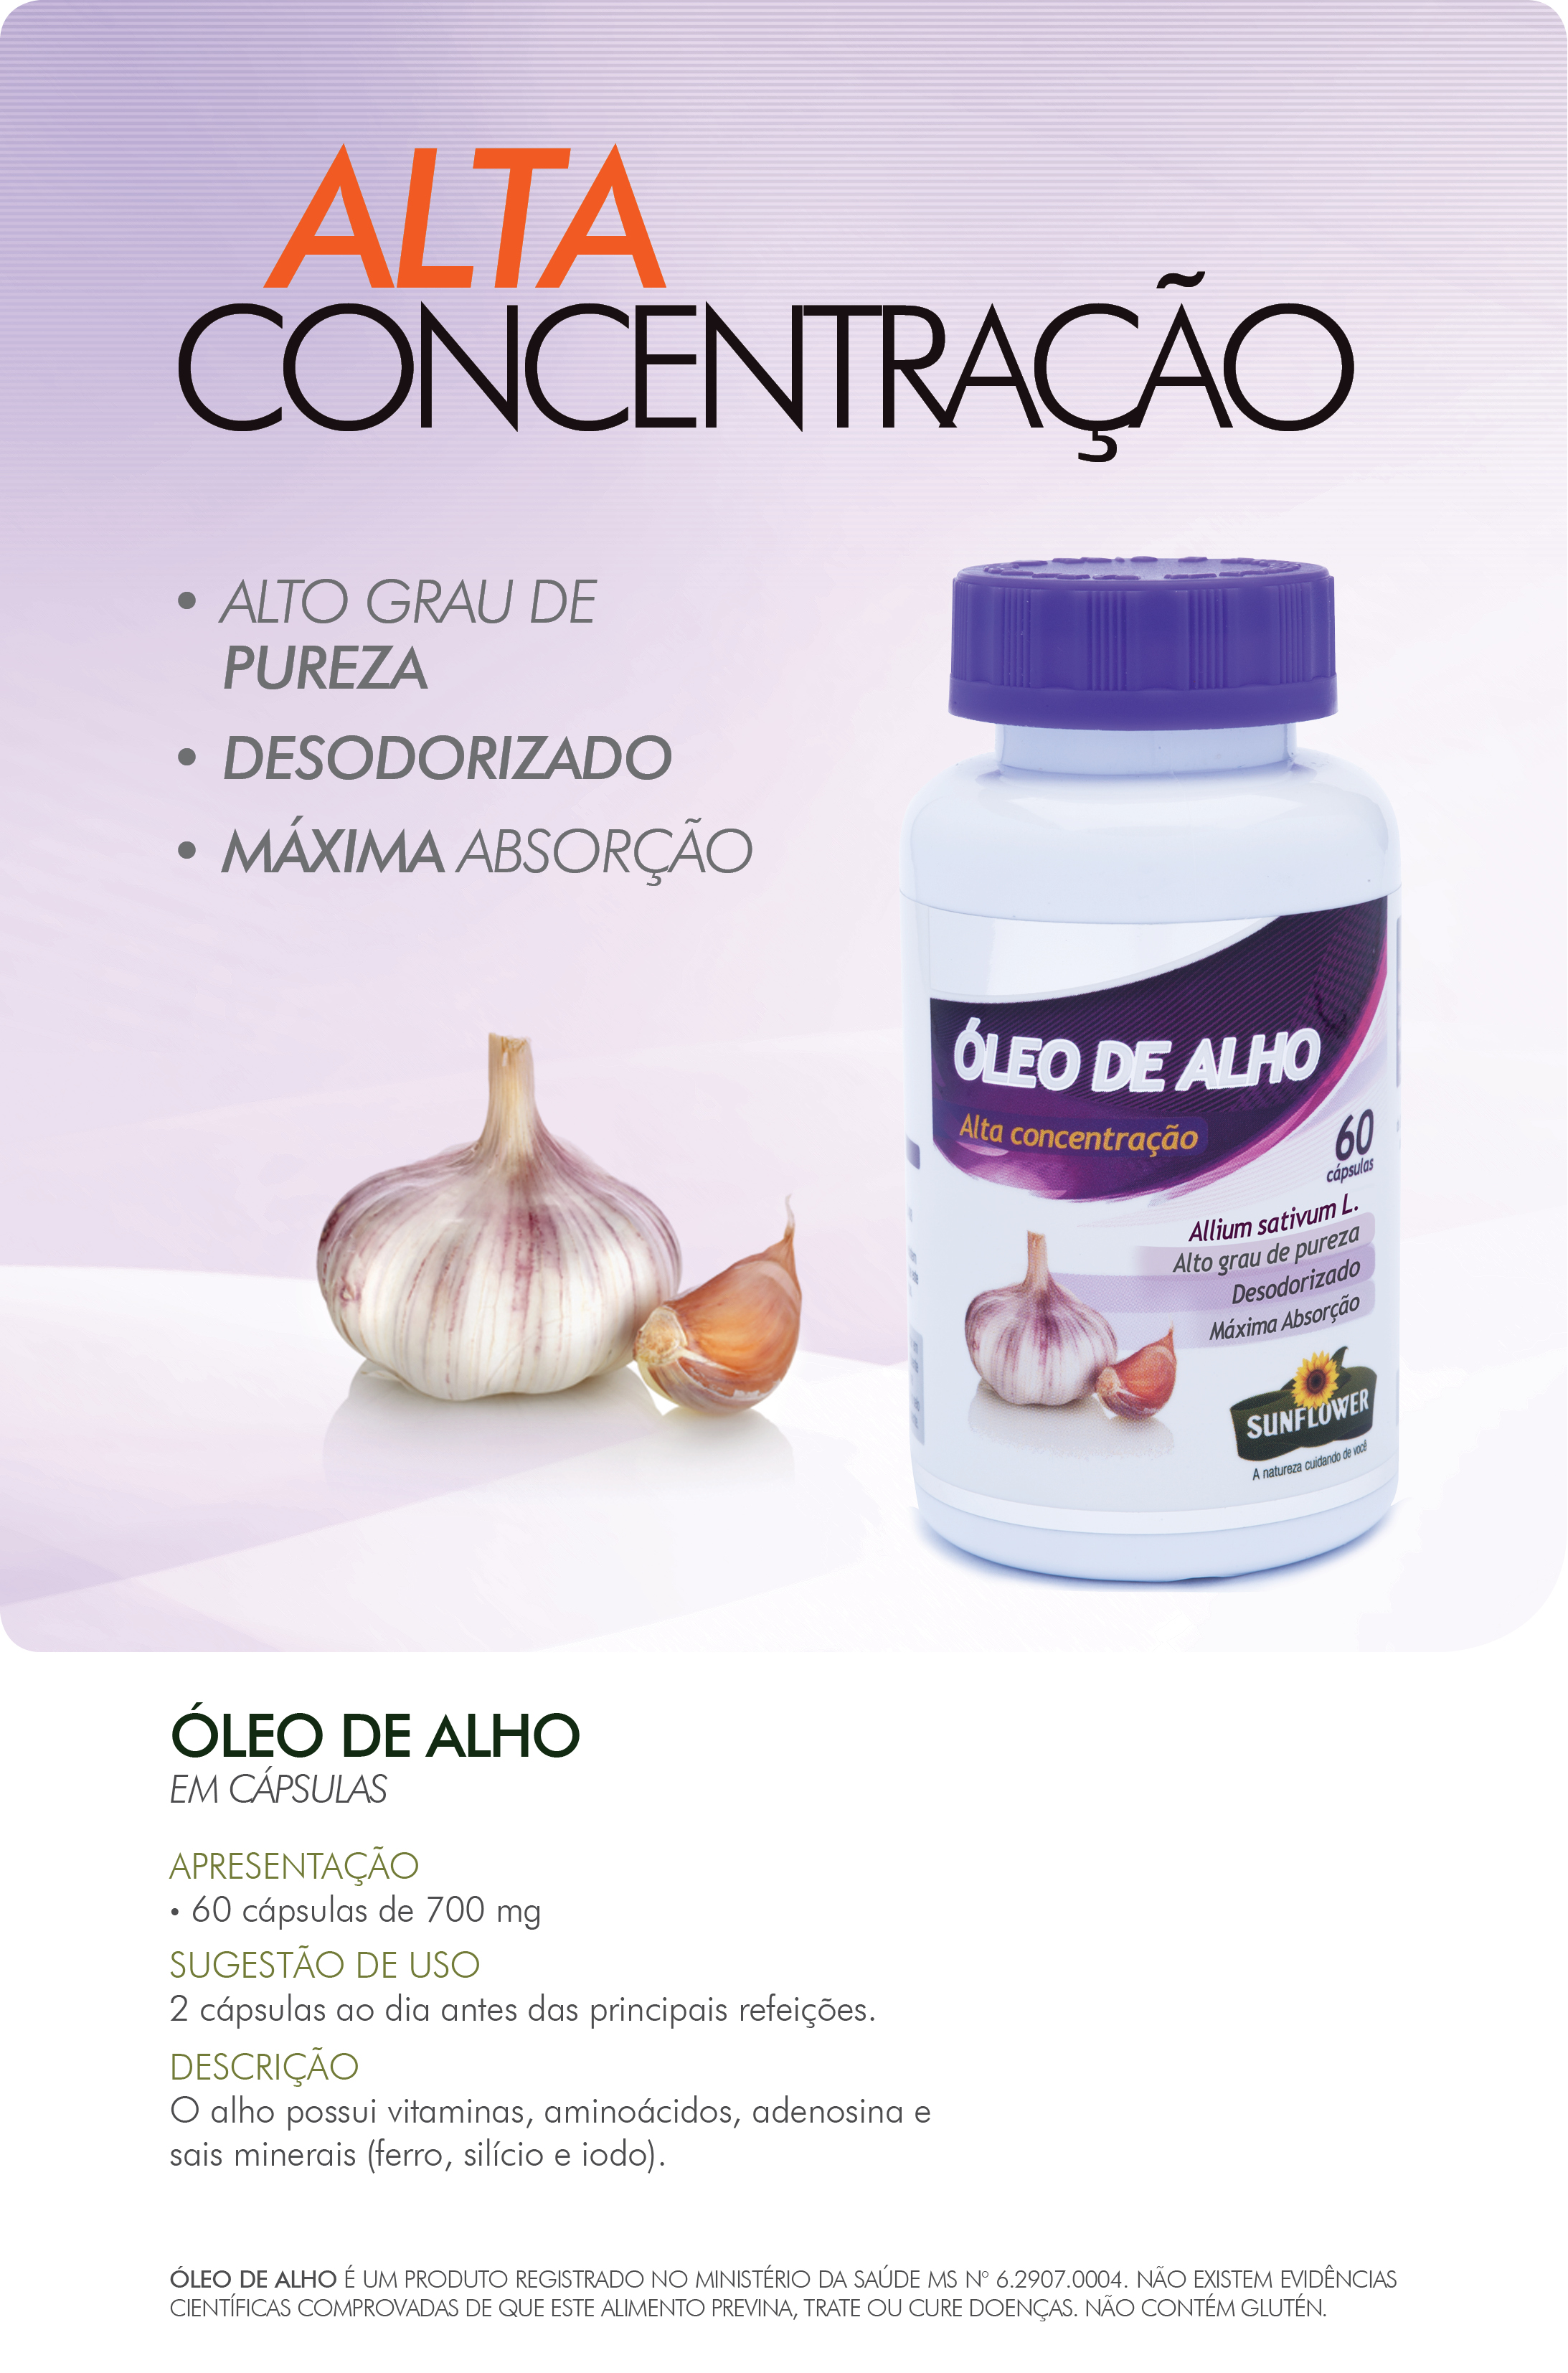 ALTA
CONCENTRAÇÃO
• ALTO GRAU DE
PUREZA
• DESODORIZADO
• MÁXIMA ABSORÇÃO
ÓLEO DE ALHO
Alta concentração
60
cápsulas
Allium sativum L.
Alto grau de pureza
Desodorizado
Máxima Absorção
SUNFLOWER
A natureza cuidando de você
ÓLEO DE ALHO
EM CÁPSULAS
APRESENTAÇÃO
• 60 cápsulas de 700 mg
SUGESTÃO DE USO
2 cápsulas ao dia antes das principais refeições.
DESCRIÇÃO
O alho possui vitaminas, aminoácidos, adenosina e
sais minerais (ferro, silício e iodo).
ÓLEO DE ALHO É UM PRODUTO REGISTRADO NO MINISTÉRIO DA SAÚDE MS Nº 6.2907.0004. NÃO EXISTEM EVIDÊNCIAS
CIENTÍFICAS COMPROVADAS DE QUE ESTE ALIMENTO PREVINA, TRATE OU CURE DOENÇAS. NÃO CONTÉM GLUTÉN.